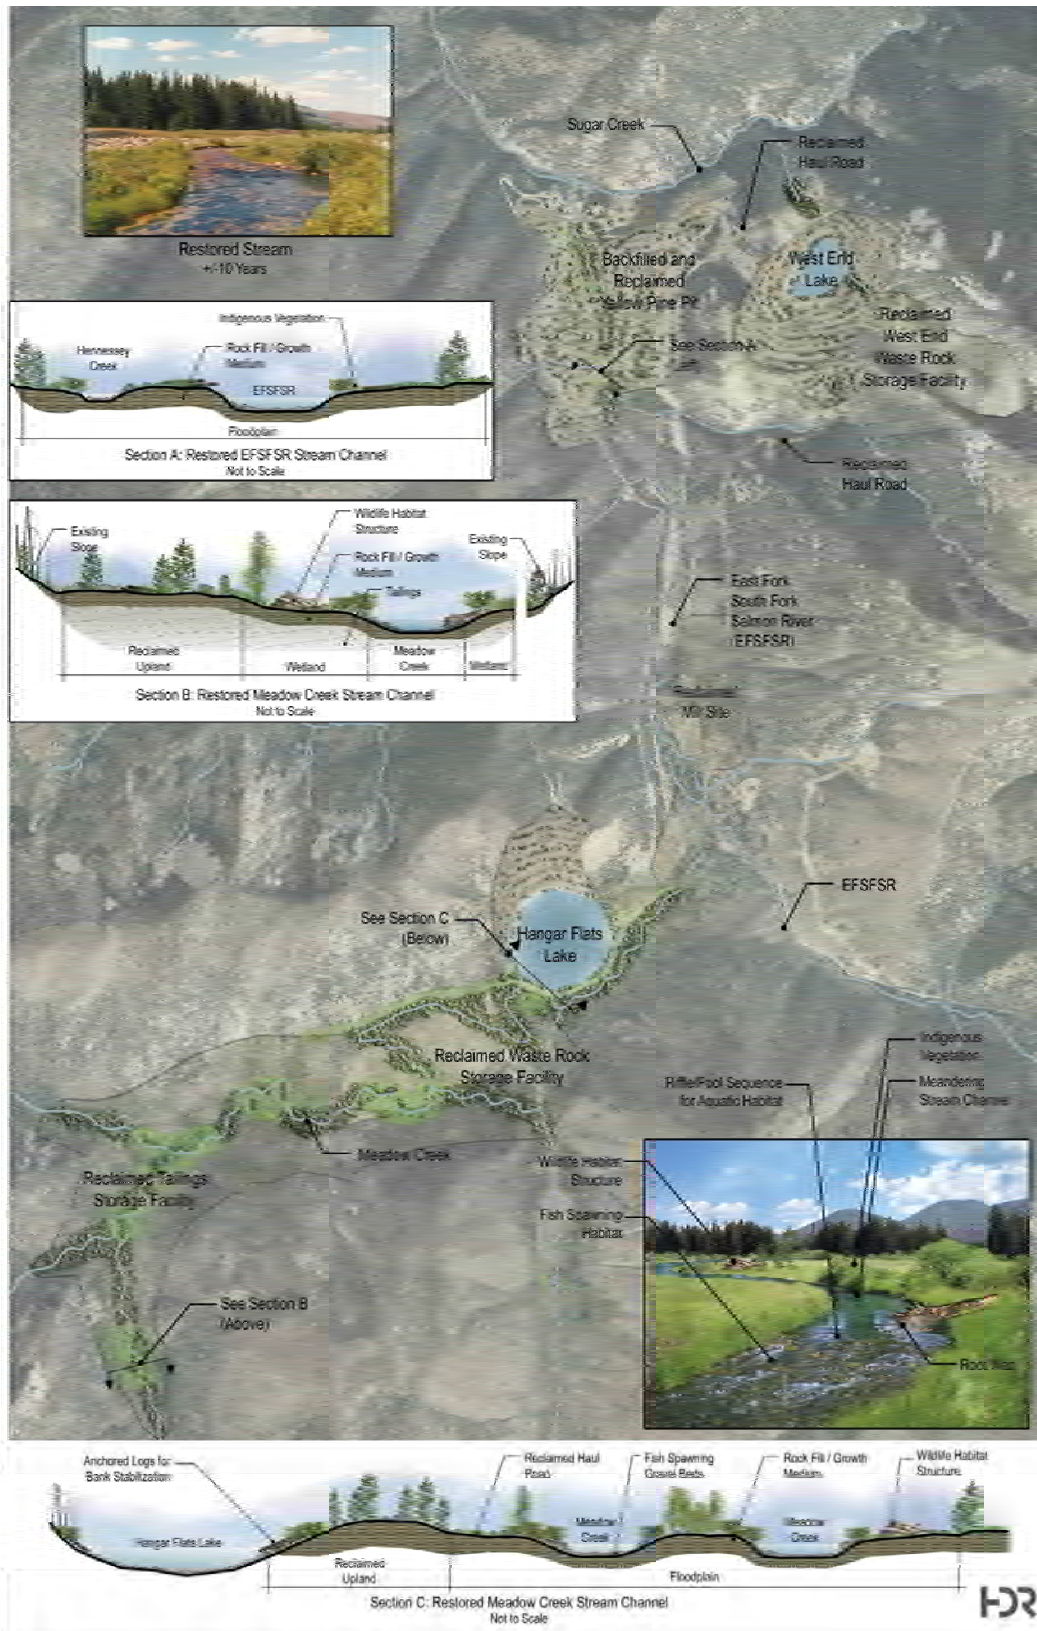 Restored Stream
+/-10 Years
Sugar Creek
Reclaimed
Haul Road
Backfilled and
Reclaimed
Yellow Pine Pit
West End
Lake
Reclaimed
West End
Waste Rock
Storage Facility
See Section A
(Left)
Reclaimed
Haul Road
Hennessey
Creek
Indigenous Vegetation
Rock Fill / Growth
Medium
EFSFSR
Floodplain
Section A: Restored EFSFSR Stream Channel
Not to Scale
Existing
Slope
Wildlife Habitat
Structure
Rock Fill / Growth
Medium
Tailings
Existing
Slope
Reclaimed
Upland
Wetland
Meadow
Creek
Wetland
Section B: Restored Meadow Creek Stream Channel
Not to Scale
East Fork
South Fork
Salmon River
(EFSFSR)
Reclaimed
Mill Site
EFSFSR
See Section C
(Below)
Hangar Flats
Lake
Reclaimed Waste Rock
Storage Facility
Meadow Creek
Reclaimed Tailings
Storage Facility
See Section B
(Above)
Indigenous
Vegetation
Riffle/Pool Sequence
for Aquatic Habitat
Meandering
Stream Channel
Wildlife Habitat
Structure
Fish Spawning
Habitat
Root Wad
Anchored Logs for
Bank Stabilization
Reclaimed Haul
Road
Fish Spawning
Gravel Beds
Rock Fill / Growth
Medium
Wildlife Habitat
Structure
Hangar Flats Lake
Meadow
Creek
Meadow
Creek
Reclaimed
Upland
Floodplain
Section C: Restored Meadow Creek Stream Channel
Not to Scale
HDR